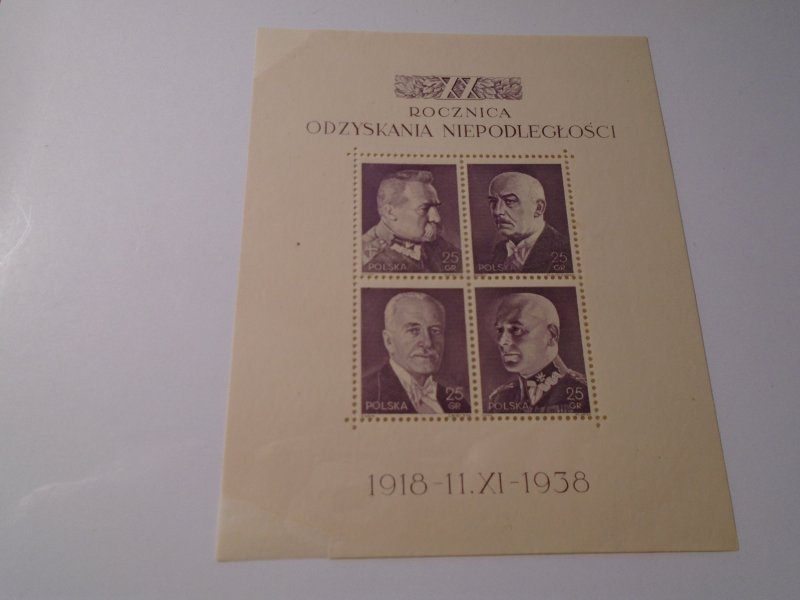 XX
ROCZNICA
ODZYSKANIA NIEPODLEGŁOŚCI
POLSKA 25 GR
POLSKA 25 GR
POLSKA 25 GR
POLSKA 25 GR
1918-11.XI-1938